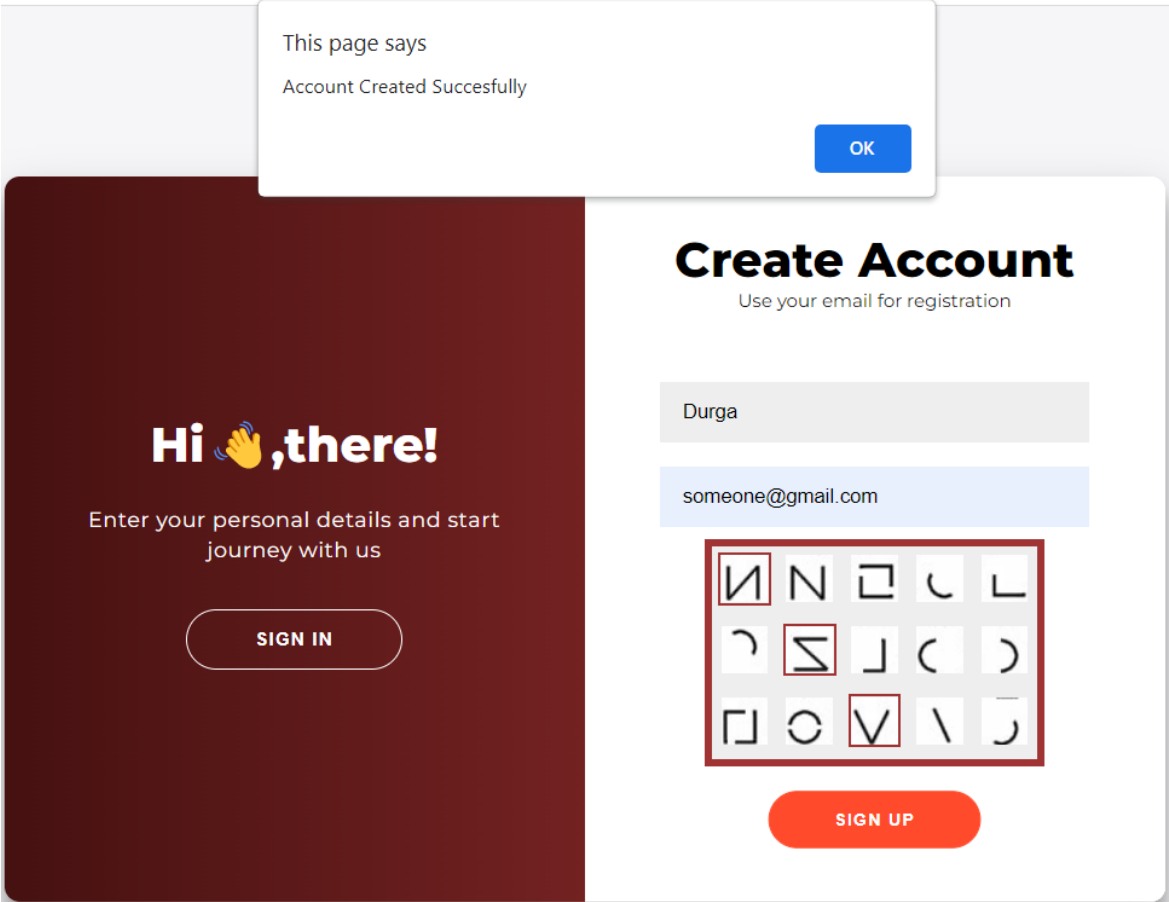 This page says
Account Created Succesfully
OK
Hi 👋,there!
Enter your personal details and start
journey with us
SIGN IN
Create Account
Use your email for registration
Durga
someone@gmail.com
SIGN UP